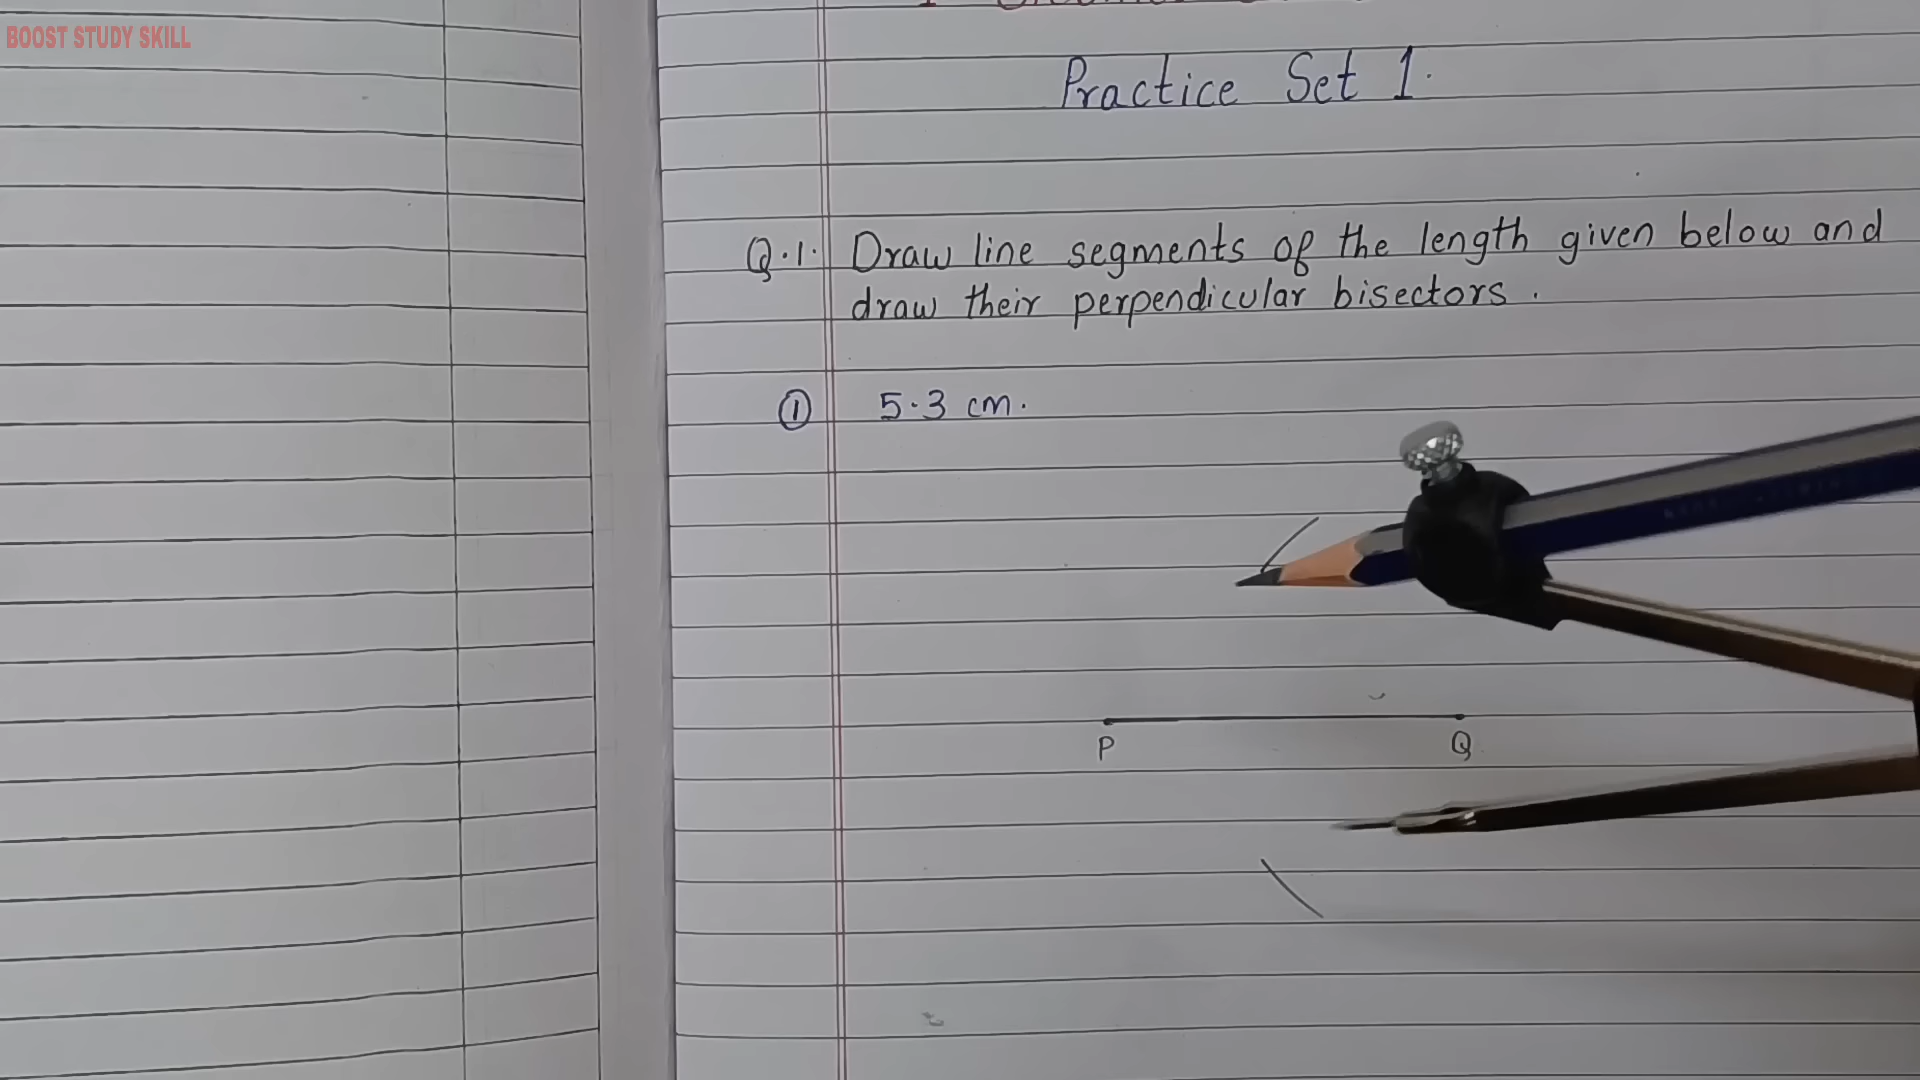 BOOST STUDY SKILL
Practice Set 1.
Q.1. Draw line segments of the length given below and
draw their perpendicular bisectors.
① 5.3 cm.
P Q